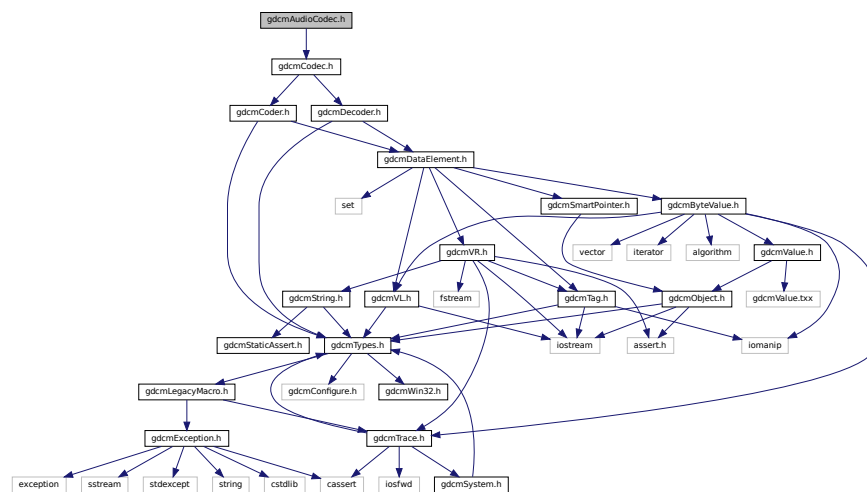 gdcmAudioCodec.h
gdcmCodec.h
gdcmCoder.h
gdcmDecoder.h
gdcmDataElement.h
set
gdcmSmartPointer.h
gdcmByteValue.h
vector
iterator
algorithm
gdcmValue.h
gdcmVR.h
gdcmString.h
gdcmVL.h
fstream
gdcmTag.h
gdcmObject.h
gdcmValue.txx
gdcmStaticAssert.h
gdcmTypes.h
iostream
assert.h
iomanip
gdcmLegacyMacro.h
gdcmConfigure.h
gdcmWin32.h
gdcmException.h
gdcmTrace.h
exception
sstream
stdexcept
string
cstdlib
cassert
iosfwd
gdcmSystem.h